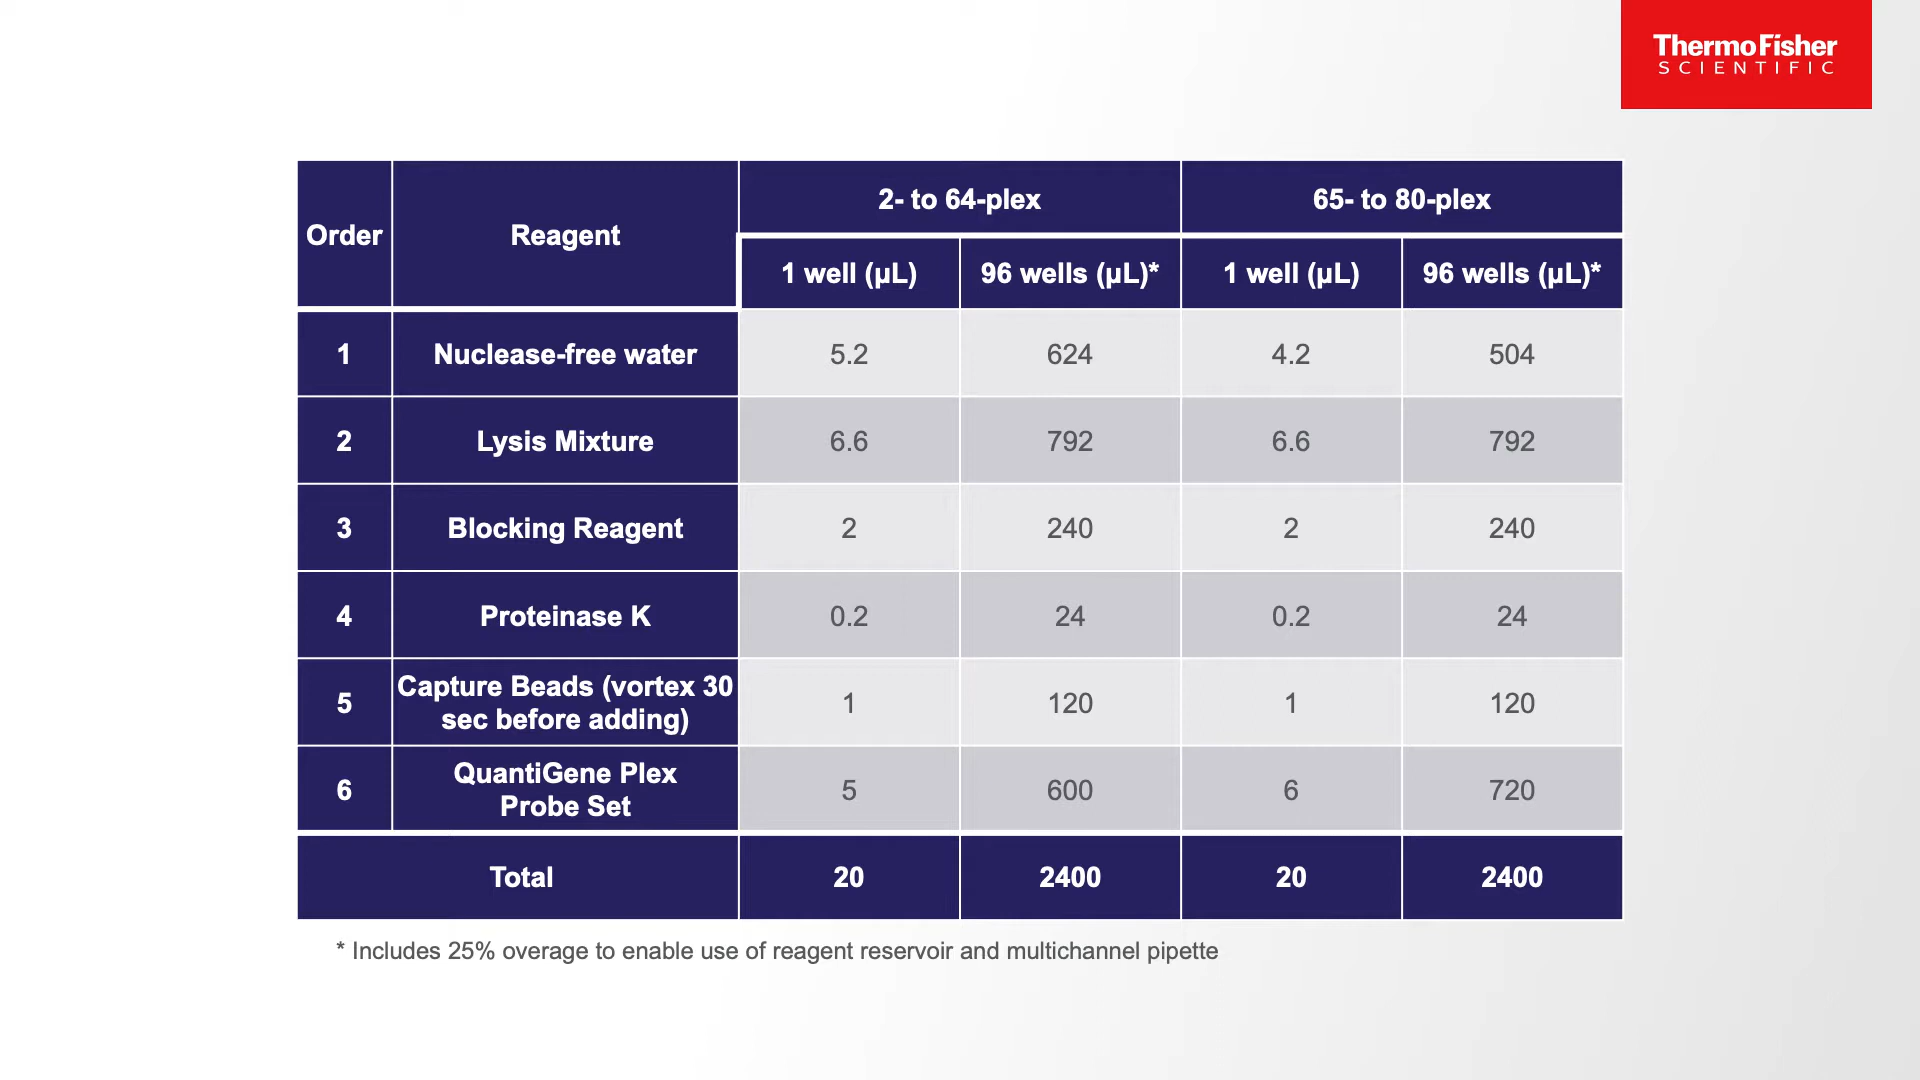 ThermoFisher
SCIENTIFIC
Order Reagent 2- to 64-plex 65- to 80-plex
1 well (µL) 96 wells (µL)* 1 well (µL) 96 wells (µL)*
1 Nuclease-free water 5.2 624 4.2 504
2 Lysis Mixture 6.6 792 6.6 792
3 Blocking Reagent 2 240 2 240
4 Proteinase K 0.2 24 0.2 24
5 Capture Beads (vortex 30
sec before adding) 1 120 1 120
6 QuantiGene Plex
Probe Set 5 600 6 720
Total 20 2400 20 2400
* Includes 25% overage to enable use of reagent reservoir and multichannel pipette